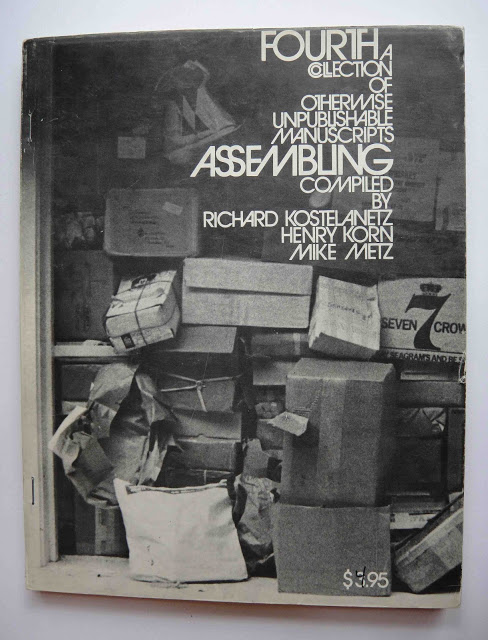 FOURTH A
COLLECTION
OF
OTHERWISE
UNPUBLISHABLE
MANUSCRIPTS
ASSEMBLING
COMPILED
BY
RICHARD KOSTELANETZ
HENRY KORN
MIKE METZ
SEVEN 7 CROW
SEAGRAM'S AND BE
$4.95